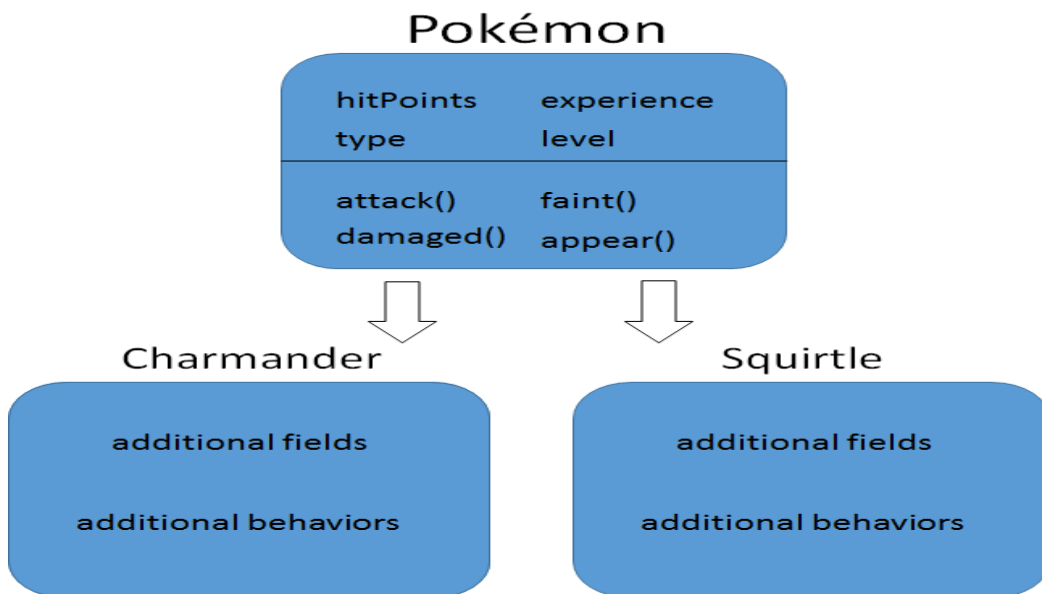 Pokémon
hitPoints experience
type level
attack() faint()
damaged() appear()
Charmander
additional fields
additional behaviors
Squirtle
additional fields
additional behaviors